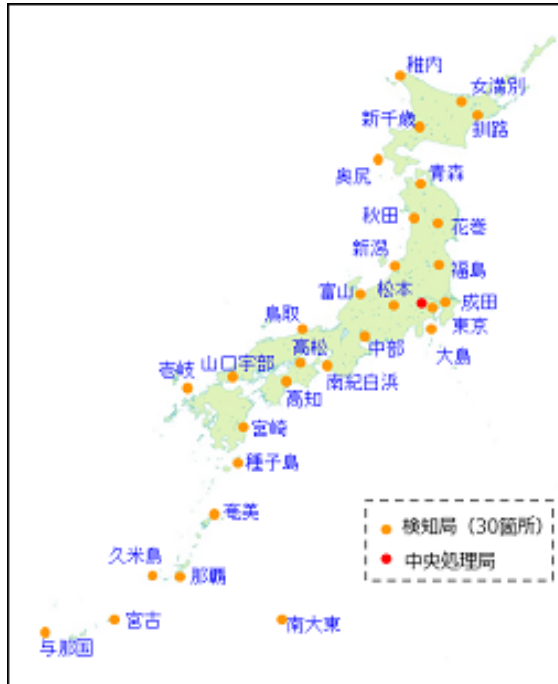 稚内
女満別
新千歳
釧路
奥尻
青森
秋田
花巻
新潟
福島
富山
松本
成田
鳥取
東京
高松
中部
大島
山口宇部
壱岐
南紀白浜
高知
宮崎
種子島
奄美
検知局（30箇所）
中央処理局
久米島
那覇
宮古
南大東
与那国